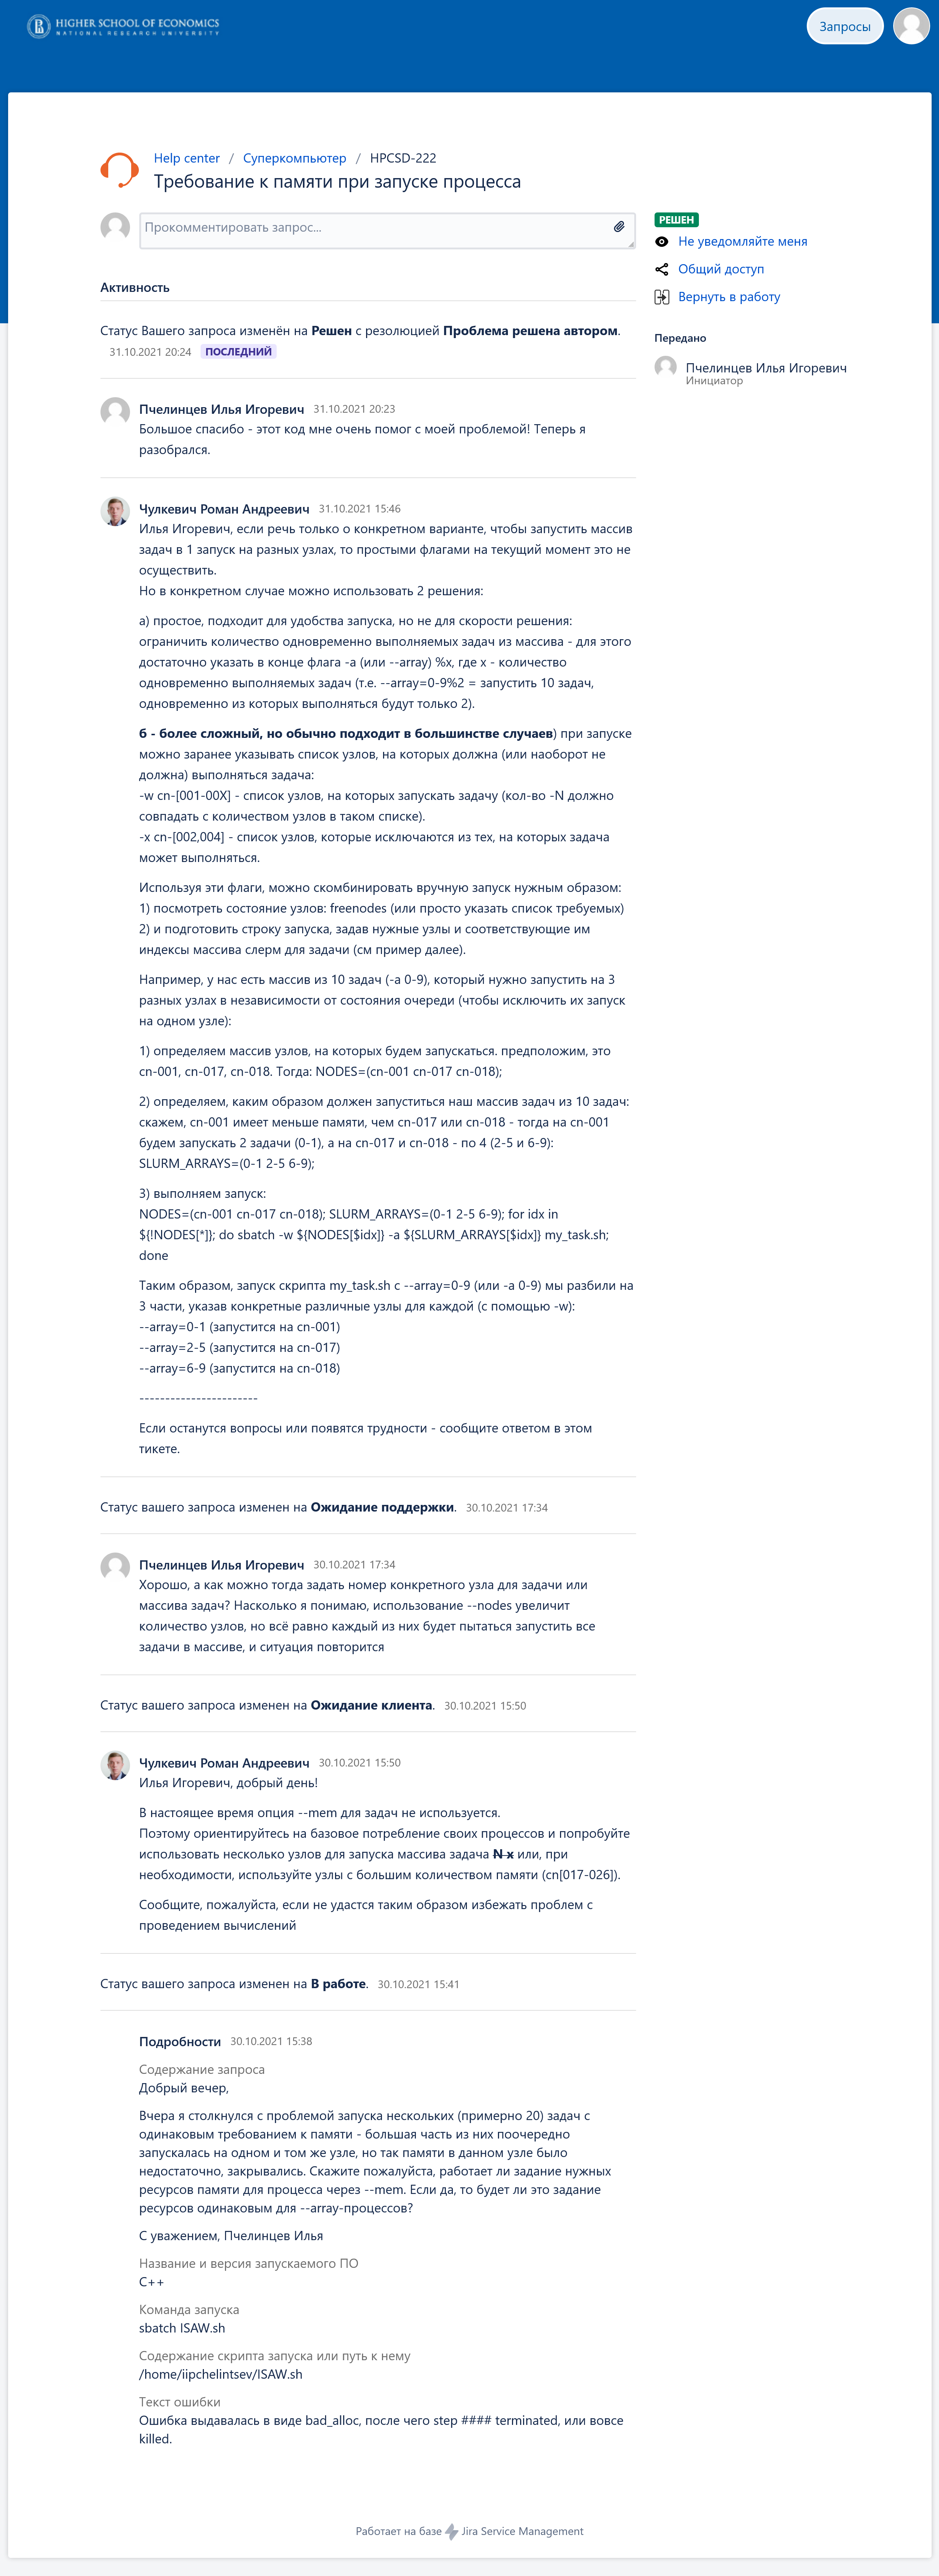 HIGHER SCHOOL OF ECONOMICS
NATIONAL RESEARCH UNIVERSITY
Запросы
Help center / Суперкомпьютер / HPCSD-222
Требование к памяти при запуске процесса
Прокомментировать запрос...
РЕШЕН
Не уведомляйте меня
Общий доступ
Вернуть в работу
Передано
Пчелинцев Илья Игоревич
Инициатор
Активность
Статус Вашего запроса изменён на Решен с резолюцией Проблема решена автором.
31.10.2021 20:24 ПОСЛЕДНИЙ
Пчелинцев Илья Игоревич 31.10.2021 20:23
Большое спасибо - этот код мне очень помог с моей проблемой! Теперь я
разобрался.
Чулкевич Роман Андреевич 31.10.2021 15:46
Илья Игоревич, если речь только о конкретном варианте, чтобы запустить массив
задач в 1 запуск на разных узлах, то простыми флагами на текущий момент это не
осуществить.
Но в конкретном случае можно использовать 2 решения:
а) простое, подходит для удобства запуска, но не для скорости решения:
ограничить количество одновременно выполняемых задач из массива - для этого
достаточно указать в конце флага -a (или --array) %x, где x - количество
одновременно выполняемых задач (т.е. --array=0-9%2 = запустить 10 задач,
одновременно из которых выполняться будут только 2).
б - более сложный, но обычно подходит в большинстве случаев) при запуске
можно заранее указывать список узлов, на которых должна (или наоборот не
должна) выполняться задача:
-w cn-[001-00X] - список узлов, на которых запускать задачу (кол-во -N должно
совпадать с количеством узлов в таком списке).
-x cn-[002,004] - список узлов, которые исключаются из тех, на которых задача
может выполняться.
Используя эти флаги, можно скомбинировать вручную запуск нужным образом:
1) посмотреть состояние узлов: freenodes (или просто указать список требуемых)
2) и подготовить строку запуска, задав нужные узлы и соответствующие им
индексы массива слерм для задачи (см пример далее).
Например, у нас есть массив из 10 задач (-a 0-9), который нужно запустить на 3
разных узлах в независимости от состояния очереди (чтобы исключить их запуск
на одном узле):
1) определяем массив узлов, на которых будем запускаться. предположим, это
cn-001, cn-017, cn-018. Тогда: NODES=(cn-001 cn-017 cn-018);
2) определяем, каким образом должен запуститься наш массив задач из 10 задач:
скажем, cn-001 имеет меньше памяти, чем cn-017 или cn-018 - тогда на cn-001
будем запускать 2 задачи (0-1), а на cn-017 и cn-018 - по 4 (2-5 и 6-9):
SLURM_ARRAYS=(0-1 2-5 6-9);
3) выполняем запуск:
NODES=(cn-001 cn-017 cn-018); SLURM_ARRAYS=(0-1 2-5 6-9); for idx in
${!NODES[*]}; do sbatch -w ${NODES[$idx]} -a ${SLURM_ARRAYS[$idx]} my_task.sh;
done
Таким образом, запуск скрипта my_task.sh с --array=0-9 (или -a 0-9) мы разбили на
3 части, указав конкретные различные узлы для каждой (с помощью -w):
--array=0-1 (запустится на cn-001)
--array=2-5 (запустится на cn-017)
--array=6-9 (запустится на cn-018)
-----------------------
Если останутся вопросы или появятся трудности - сообщите ответом в этом
тикете.
Статус вашего запроса изменен на Ожидание поддержки. 30.10.2021 17:34
Пчелинцев Илья Игоревич 30.10.2021 17:34
Хорошо, а как можно тогда задать номер конкретного узла для задачи или
массива задач? Насколько я понимаю, использование --nodes увеличит
количество узлов, но всё равно каждый из них будет пытаться запустить все
задачи в массиве, и ситуация повторится
Статус вашего запроса изменен на Ожидание клиента. 30.10.2021 15:50
Чулкевич Роман Андреевич 30.10.2021 15:50
Илья Игоревич, добрый день!
В настоящее время опция --mem для задач не используется.
Поэтому ориентируйтесь на базовое потребление своих процессов и попробуйте
использовать несколько узлов для запуска массива задача N x или, при
необходимости, используйте узлы с большим количеством памяти (cn[017-026]).
Сообщите, пожалуйста, если не удастся таким образом избежать проблем с
проведением вычислений
Статус вашего запроса изменен на В работе. 30.10.2021 15:41
Подробности 30.10.2021 15:38
Содержание запроса
Добрый вечер,
Вчера я столкнулся с проблемой запуска нескольких (примерно 20) задач с
одинаковым требованием к памяти - большая часть из них поочередно
запускалась на одном и том же узле, но так памяти в данном узле было
недостаточно, закрывались. Скажите пожалуйста, работает ли задание нужных
ресурсов памяти для процесса через --mem. Если да, то будет ли это задание
ресурсов одинаковым для --array-процессов?
С уважением, Пчелинцев Илья
Название и версия запускаемого ПО
C++
Команда запуска
sbatch ISAW.sh
Содержание скрипта запуска или путь к нему
/home/iipchelintsev/ISAW.sh
Текст ошибки
Ошибка выдавалась в виде bad_alloc, после чего step #### terminated, или вовсе
killed.
Работает на базе Jira Service Management